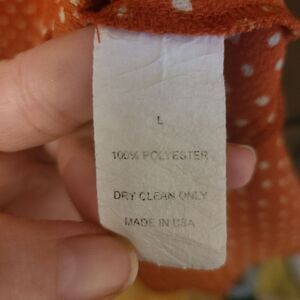 L
100% POLYESTER
DRY CLEAN ONLY
MADE IN USA